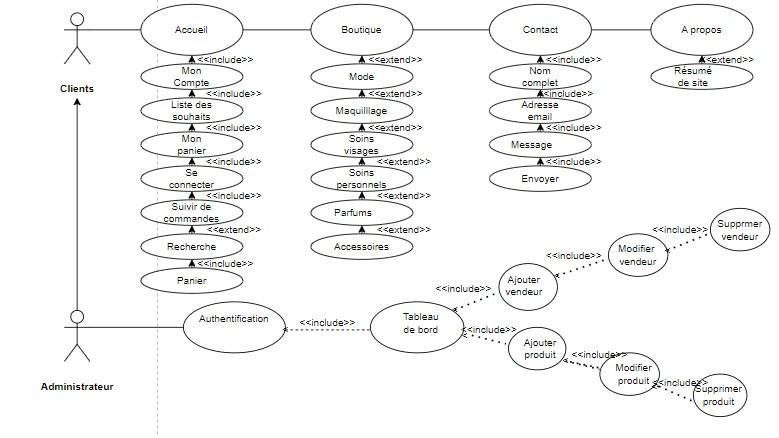 Accueil
Boutique
Contact
A propos
Clients
<<include>>
<<extend>>
<<include>>
<<extend>>
Mon
Compte
Mode
Nom
complet
Résumé
de site
<<include>>
<<extend>>
<<include>>
Liste des
souhaits
Maquilllage
Adresse
email
<<include>>
<<extend>>
<<include>>
Mon
panier
Soins
visages
Message
<<include>>
<<extend>>
<<include>>
Se
connecter
Soins
personnels
Envoyer
<<include>>
<<extend>>
Suivir de
commandes
Parfums
<<extend>>
<<extend>>
Recherche
Accessoires
<<include>>
Panier
Authentification
<<include>>
Tableau
de bord
<<include>>
Ajouter
vendeur
<<include>>
Modifier
vendeur
<<include>>
Supprmer
vendeur
<<include>>
Ajouter
produit
<<include>>
Modifier
produit
<<include>>
Supprimer
produit
Administrateur